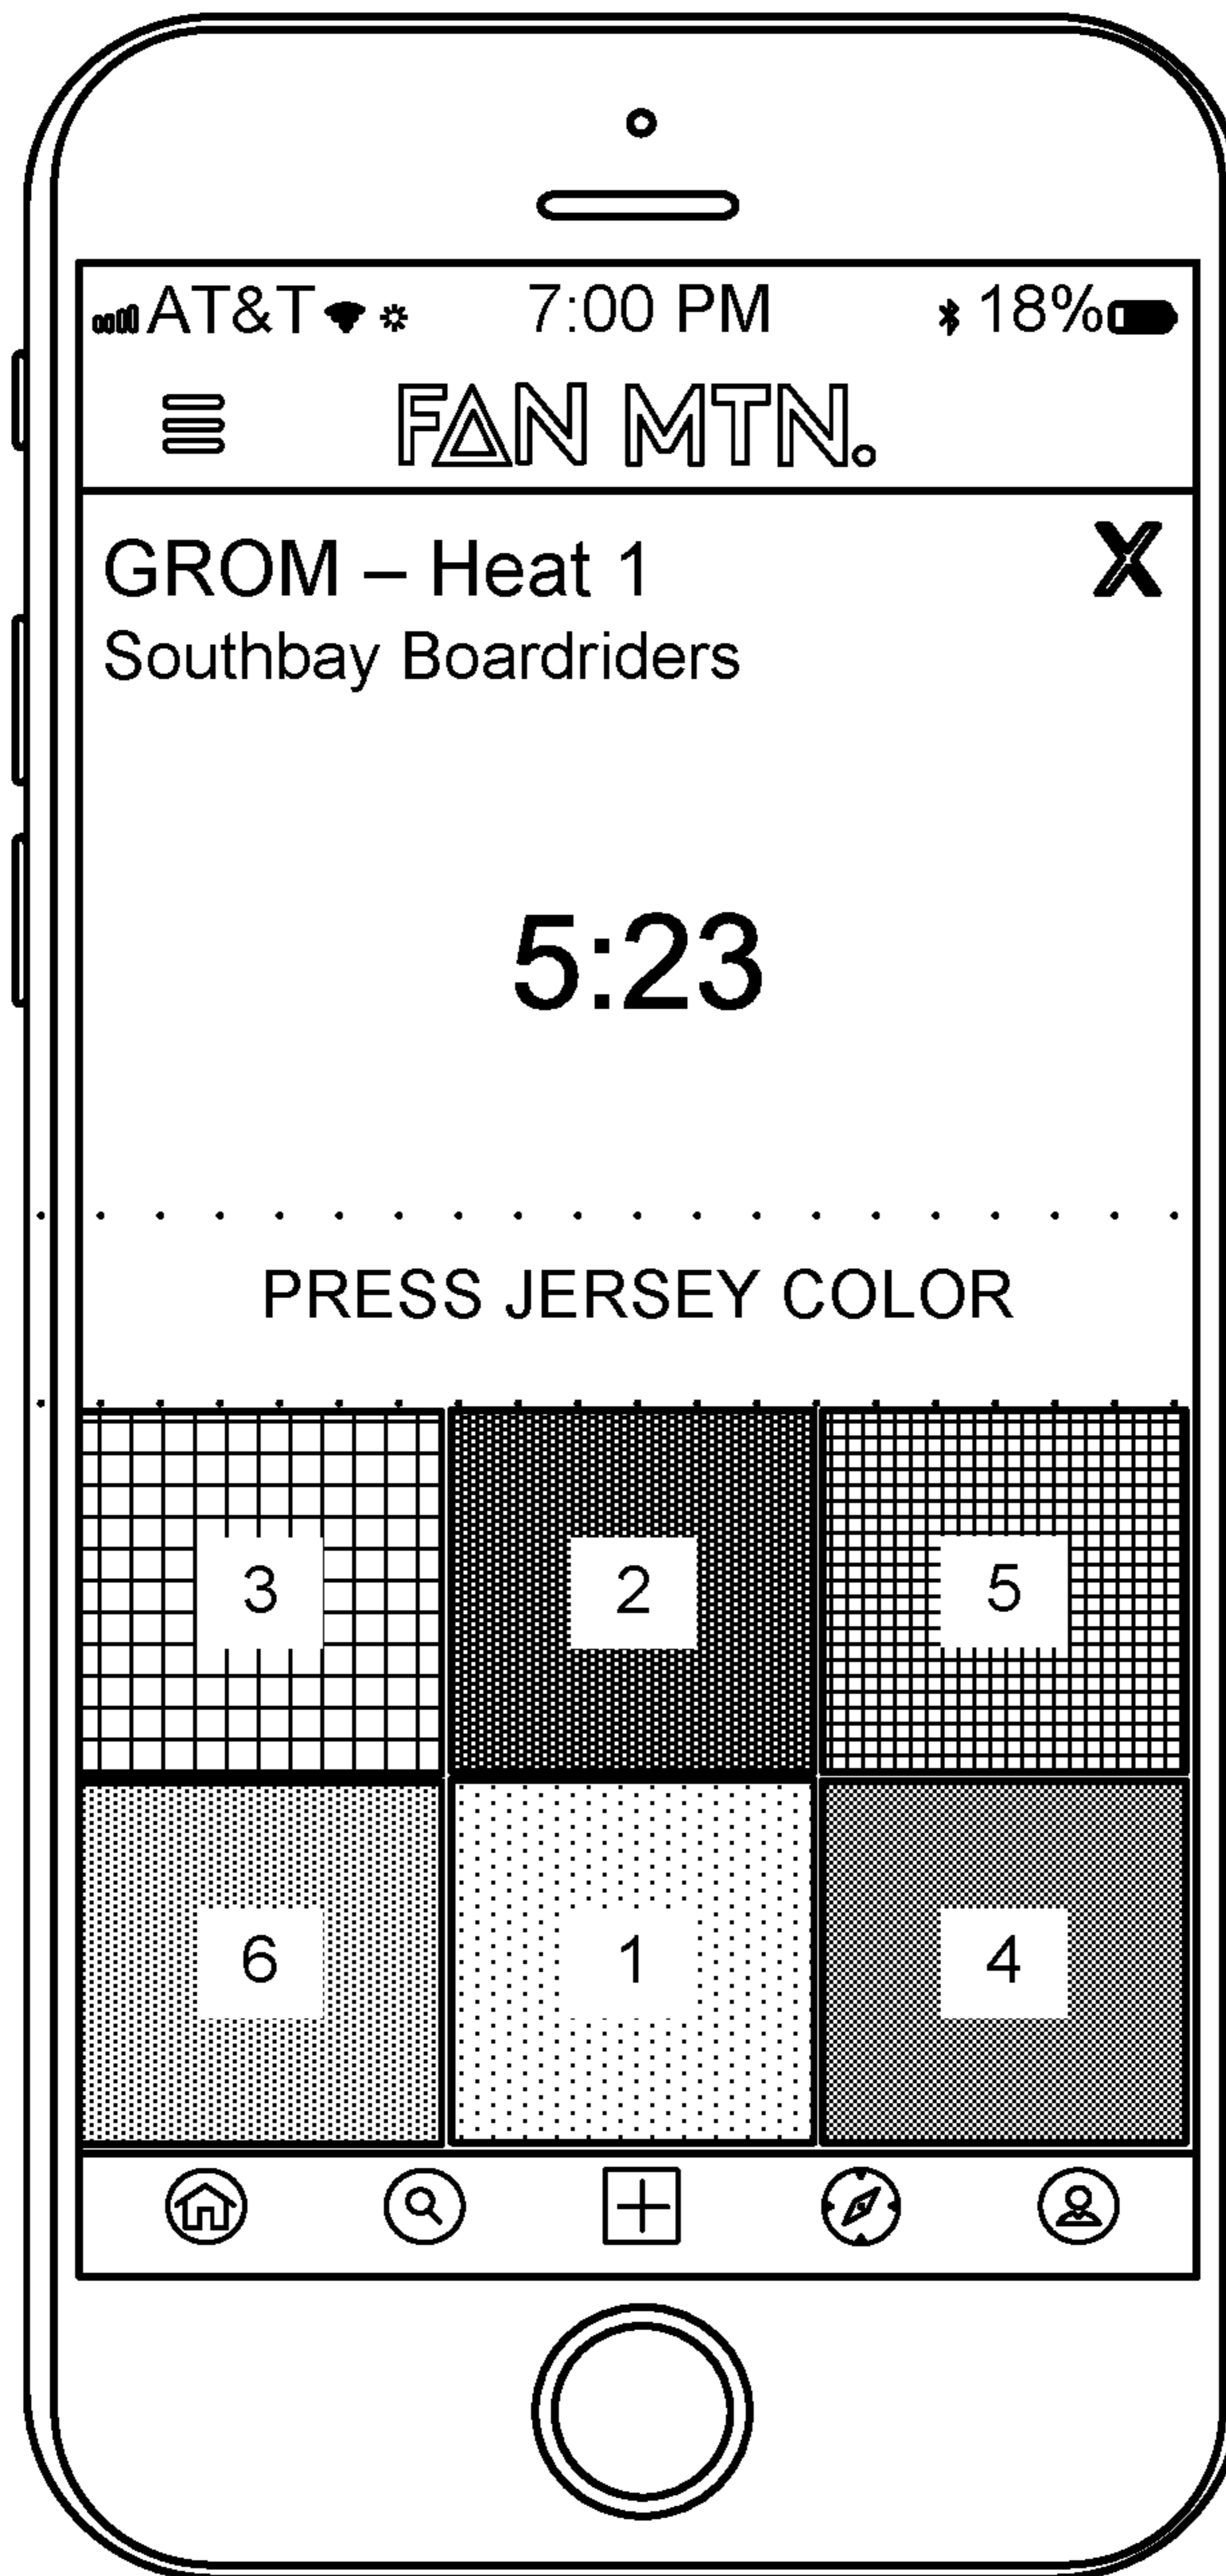 AT&T 7:00 PM 18%
FAN MTN.
GROM – Heat 1 X
Southbay Boardriders
5:23
PRESS JERSEY COLOR
3 2 5
6 1 4